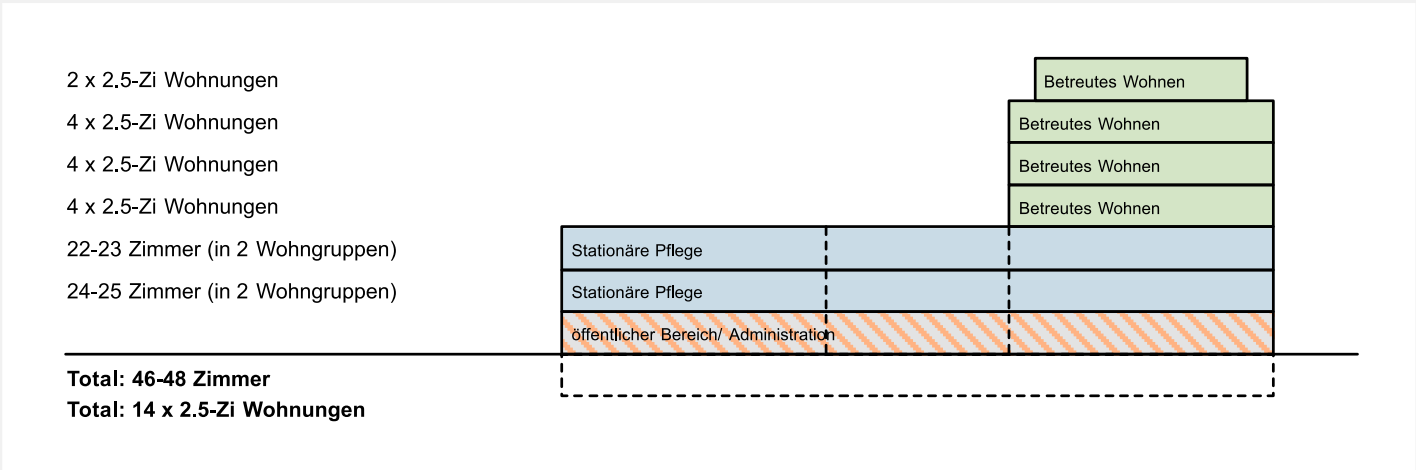 2 x 2.5-Zi Wohnungen Betreutes Wohnen
4 x 2.5-Zi Wohnungen Betreutes Wohnen
4 x 2.5-Zi Wohnungen Betreutes Wohnen
4 x 2.5-Zi Wohnungen Betreutes Wohnen
22-23 Zimmer (in 2 Wohngruppen) Stationäre Pflege
24-25 Zimmer (in 2 Wohngruppen) Stationäre Pflege
öffentlicher Bereich/ Administration
Total: 46-48 Zimmer
Total: 14 x 2.5-Zi Wohnungen